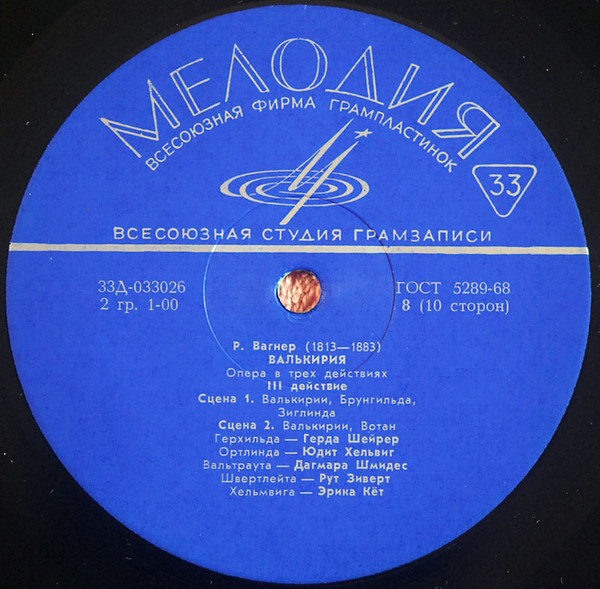 МЕЛОДИЯ
ВСЕСОЮЗНАЯ ФИРМА ГРАМПЛАСТИНОК
33
ВСЕСОЮЗНАЯ СТУДИЯ ГРАМЗАПИСИ
33Д-033026
2 гр. 1-00
ГОСТ 5289-68
8 (10 сторон)
Р. Вагнер (1813—1883)
ВАЛЬКИРИЯ
Опера в трех действиях
III действие
Сцена 1. Валькирии, Брунгильда,
Зиглинда
Сцена 2. Валькирии, Вотан
Герхильда — Герда Шейрер
Ортлинда — Юдит Хельвиг
Вальтраута — Дагмара Шмидес
Швертлейта — Рут Зиверт
Хельмвига — Эрика Кёт